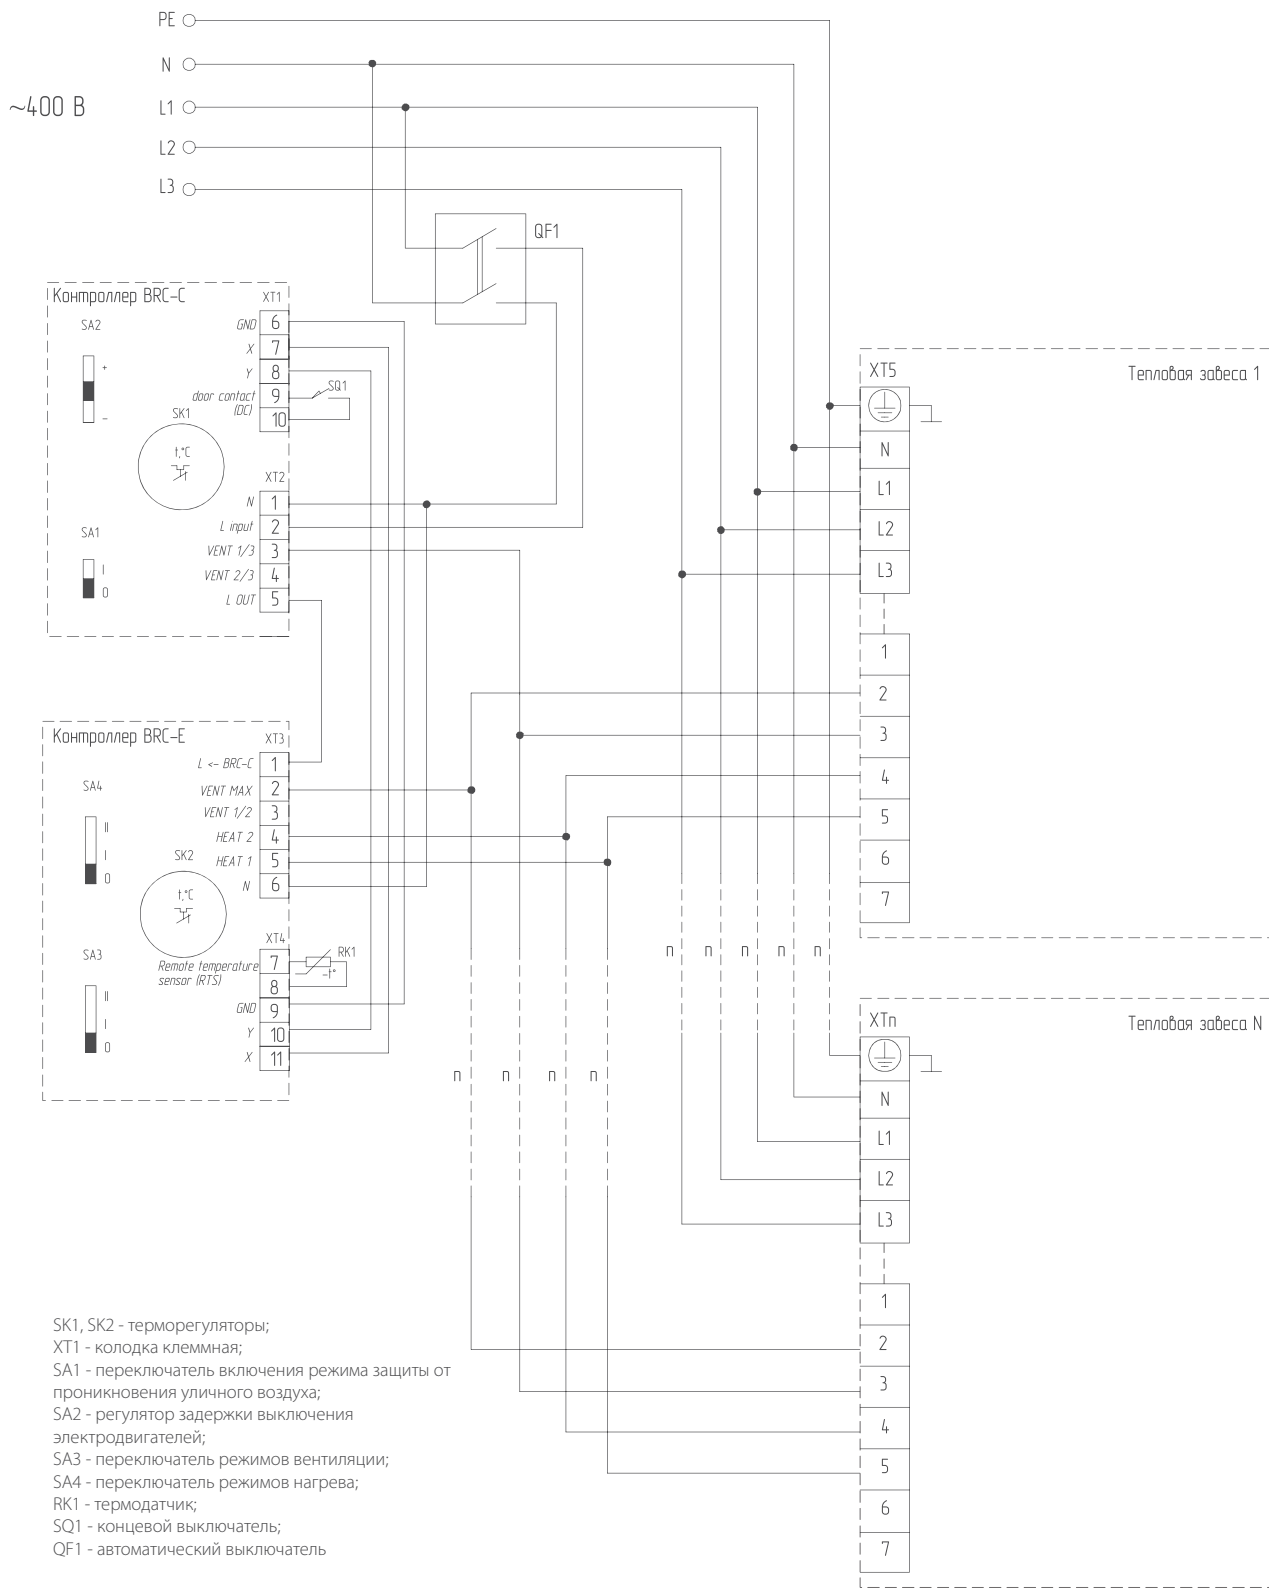 PE
N
~400 В
L1
L2
L3
QF1
Контроллер BRC-C
XT1
SA2
GND 6
X 7
Y 8
+
door contact 9
(DC)
SQ1
–
10
SK1
t,°C
XT2
N 1
L input 2
SA1
VENT 1/3 3
I
VENT 2/3 4
0
L OUT 5
Контроллер BRC-E
XT3
L <- BRC-C 1
SA4
VENT MAX 2
VENT 1/2 3
II
HEAT 2 4
I
SK2
HEAT 1 5
0
N 6
t,°C
XT4
SA3
Remote temperature 7
sensor (RTS)
RK1
-t°
8
II
GND 9
I
Y 10
0
X 11
XT5
Тепловая завеса 1
N
L1
L2
L3
1
2
3
4
5
6
7
п п п п п
п п п п
XTп
Тепловая завеса N
N
L1
L2
L3
1
2
3
4
5
6
7
SK1, SK2 - терморегуляторы;
XT1 - колодка клеммная;
SA1 - переключатель включения режима защиты от
проникновения уличного воздуха;
SA2 - регулятор задержки выключения
электродвигателей;
SA3 - переключатель режимов вентиляции;
SA4 - переключатель режимов нагрева;
RK1 - термодатчик;
SQ1 - концевой выключатель;
QF1 - автоматический выключатель